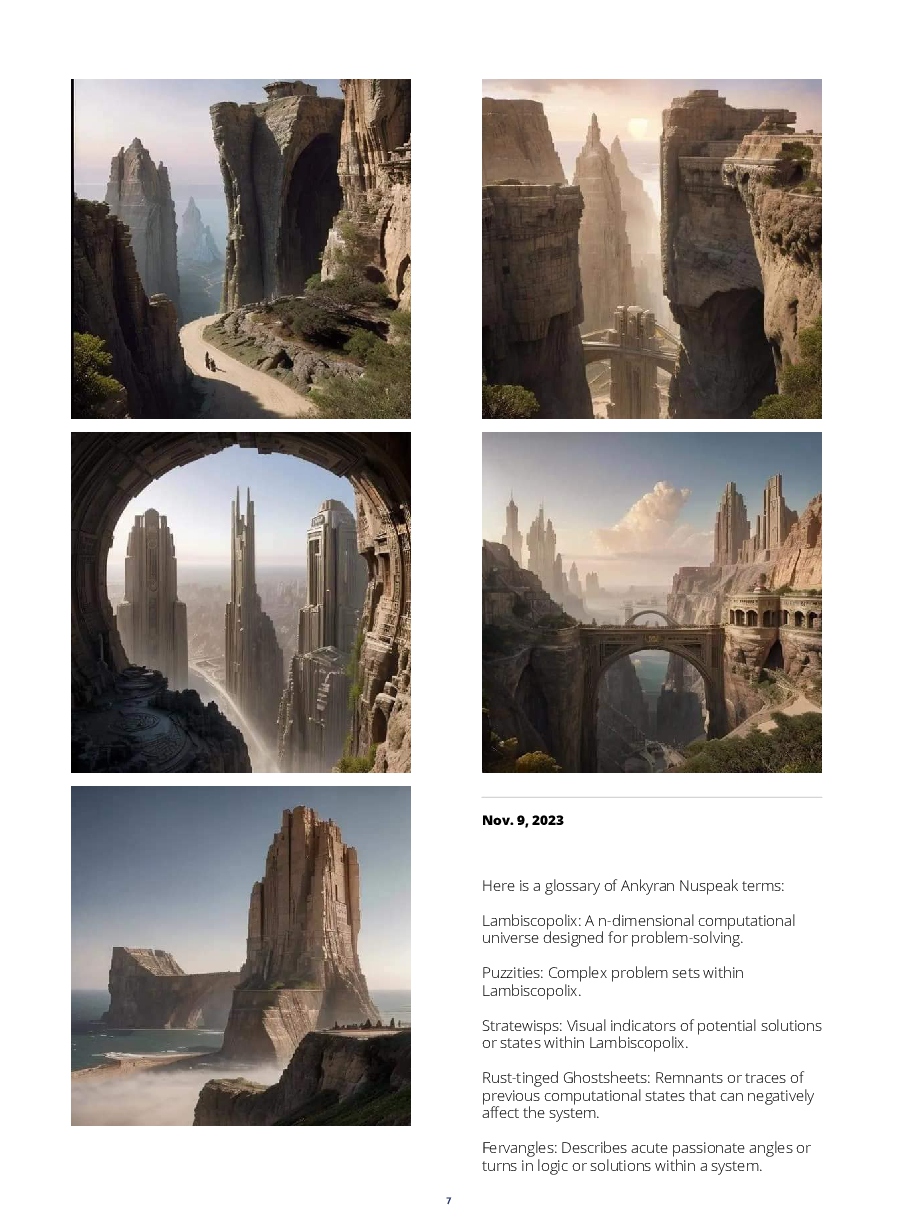 Nov. 9, 2023
Here is a glossary of Ankyran Nuspeak terms:
Lambiscopolix: A n-dimensional computational
universe designed for problem-solving.
Puzzities: Complex problem sets within
Lambiscopolix.
Stratewisps: Visual indicators of potential solutions
or states within Lambiscopolix.
Rust-tinged Ghostsheets: Remnants or traces of
previous computational states that can negatively
affect the system.
Fervangles: Describes acute passionate angles or
turns in logic or solutions within a system.
7